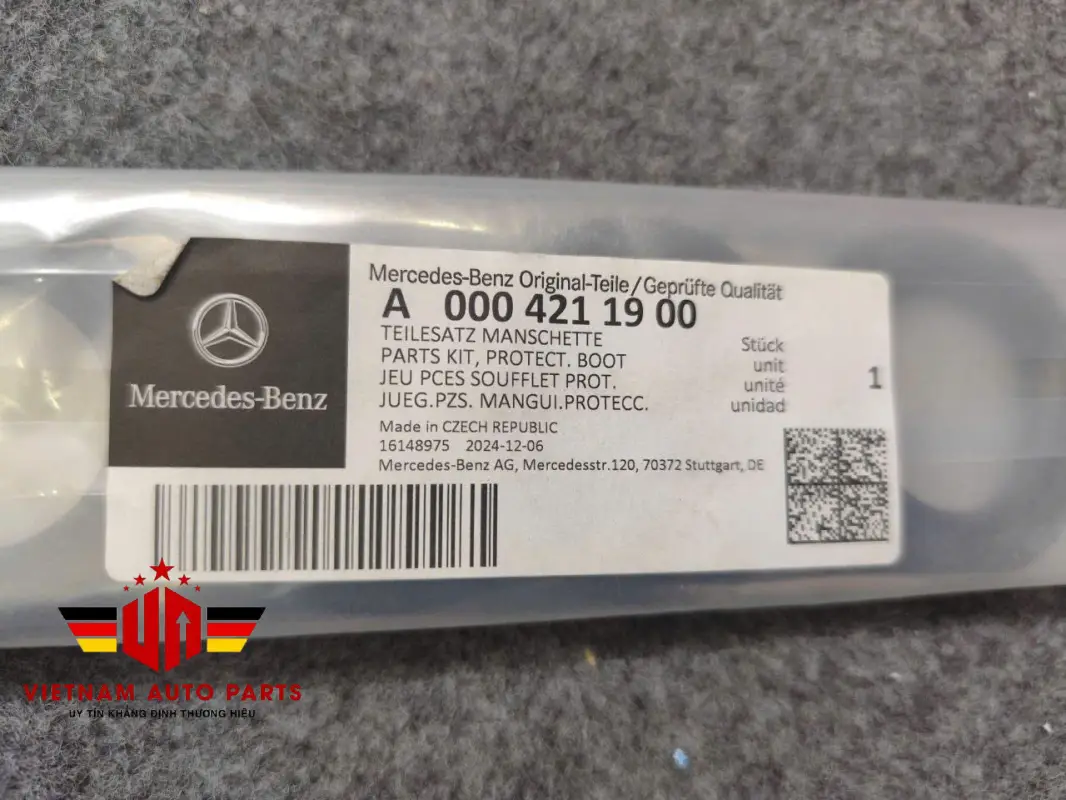 Mercedes-Benz
Mercedes-Benz Original-Teile/Geprüfte Qualität
A 000 421 19 00
TEILESATZ MANSCHETTE
PARTS KIT, PROTECT. BOOT
JEU PCES SOUFFLET PROT.
JUEG.PZS. MANGUI.PROTECC.
Stück
unit
unité
unidad
1
Made in CZECH REPUBLIC
16148975 2024-12-06
Mercedes-Benz AG, Mercedesstr.120, 70372 Stuttgart, DE
VIETNAM AUTO PARTS
UY TÍN KHẲNG ĐỊNH THƯƠNG HIỆU